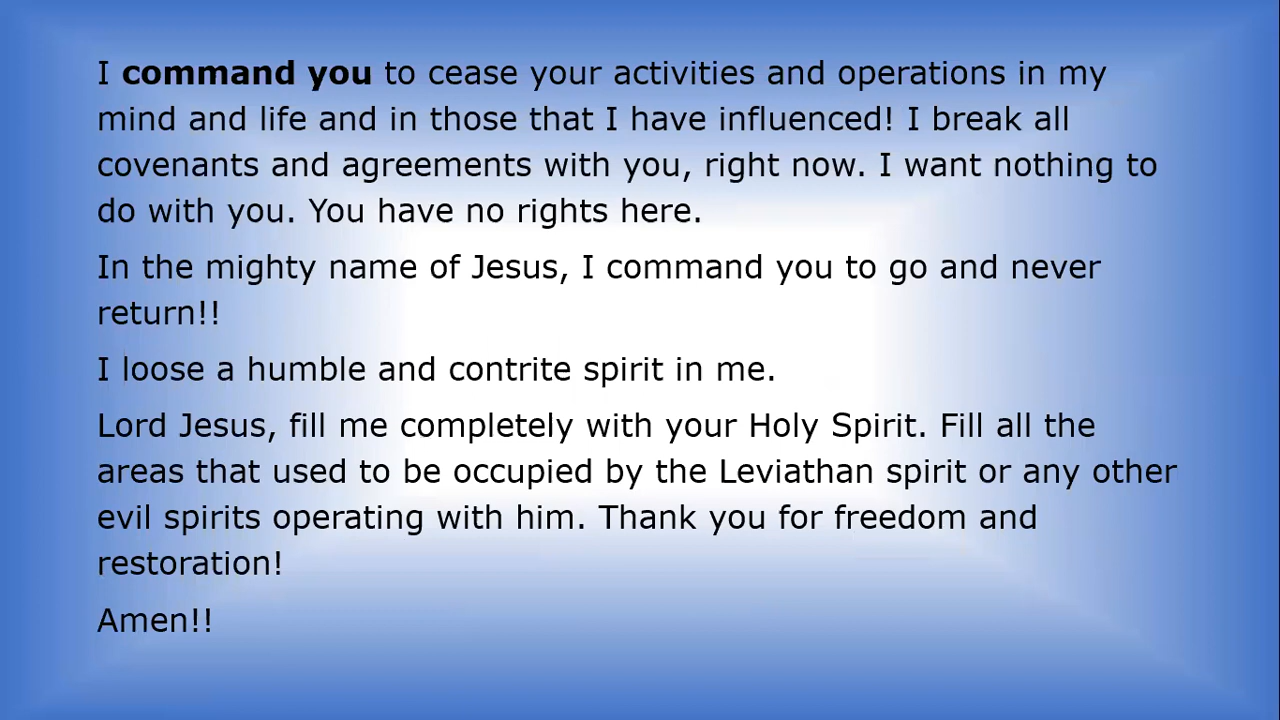 I command you to cease your activities and operations in my
mind and life and in those that I have influenced! I break all
covenants and agreements with you, right now. I want nothing to
do with you. You have no rights here.
In the mighty name of Jesus, I command you to go and never
return!!
I loose a humble and contrite spirit in me.
Lord Jesus, fill me completely with your Holy Spirit. Fill all the
areas that used to be occupied by the Leviathan spirit or any other
evil spirits operating with him. Thank you for freedom and
restoration!
Amen!!